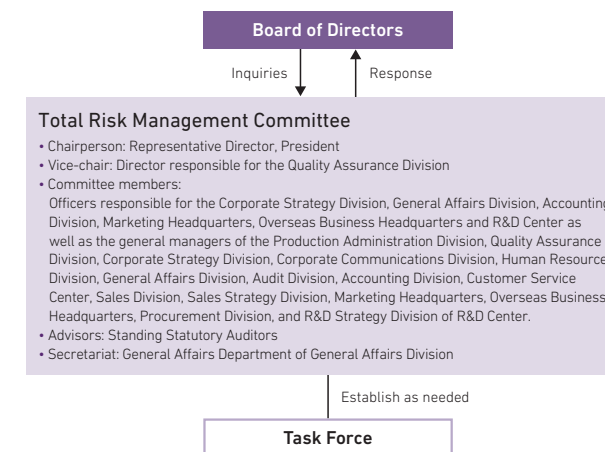 Board of Directors
Inquiries
Response
Total Risk Management Committee
• Chairperson: Representative Director, President
• Vice-chair: Director responsible for the Quality Assurance Division
• Committee members:
Officers responsible for the Corporate Strategy Division, General Affairs Division, Accounting
Division, Marketing Headquarters, Overseas Business Headquarters and R&D Center as
well as the general managers of the Production Administration Division, Quality Assurance
Division, Corporate Strategy Division, Corporate Communications Division, Human Resource
Division, General Affairs Division, Audit Division, Accounting Division, Customer Service
Center, Sales Division, Sales Strategy Division, Marketing Headquarters, Overseas Business
Headquarters, Procurement Division, and R&D Strategy Division of R&D Center.
• Advisors: Standing Statutory Auditors
• Secretariat: General Affairs Department of General Affairs Division
Establish as needed
Task Force